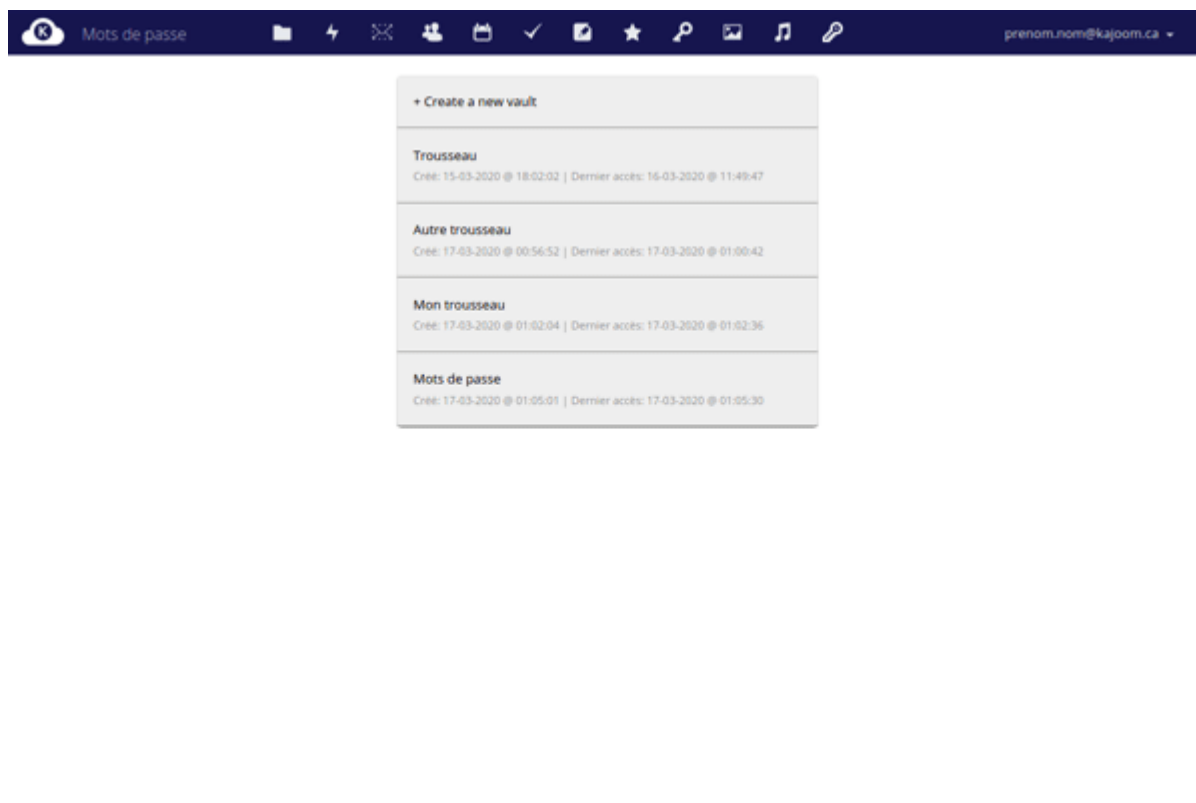 K
Mots de passe
prenom.nom@kajoom.ca
+ Create a new vault
Trousseau
Créé: 15-03-2020 @ 18:02:02 | Dernier accès: 16-03-2020 @ 11:49:47
Autre trousseau
Créé: 17-03-2020 @ 00:56:52 | Dernier accès: 17-03-2020 @ 01:00:42
Mon trousseau
Créé: 17-03-2020 @ 01:02:04 | Dernier accès: 17-03-2020 @ 01:02:36
Mots de passe
Créé: 17-03-2020 @ 01:05:01 | Dernier accès: 17-03-2020 @ 01:05:30